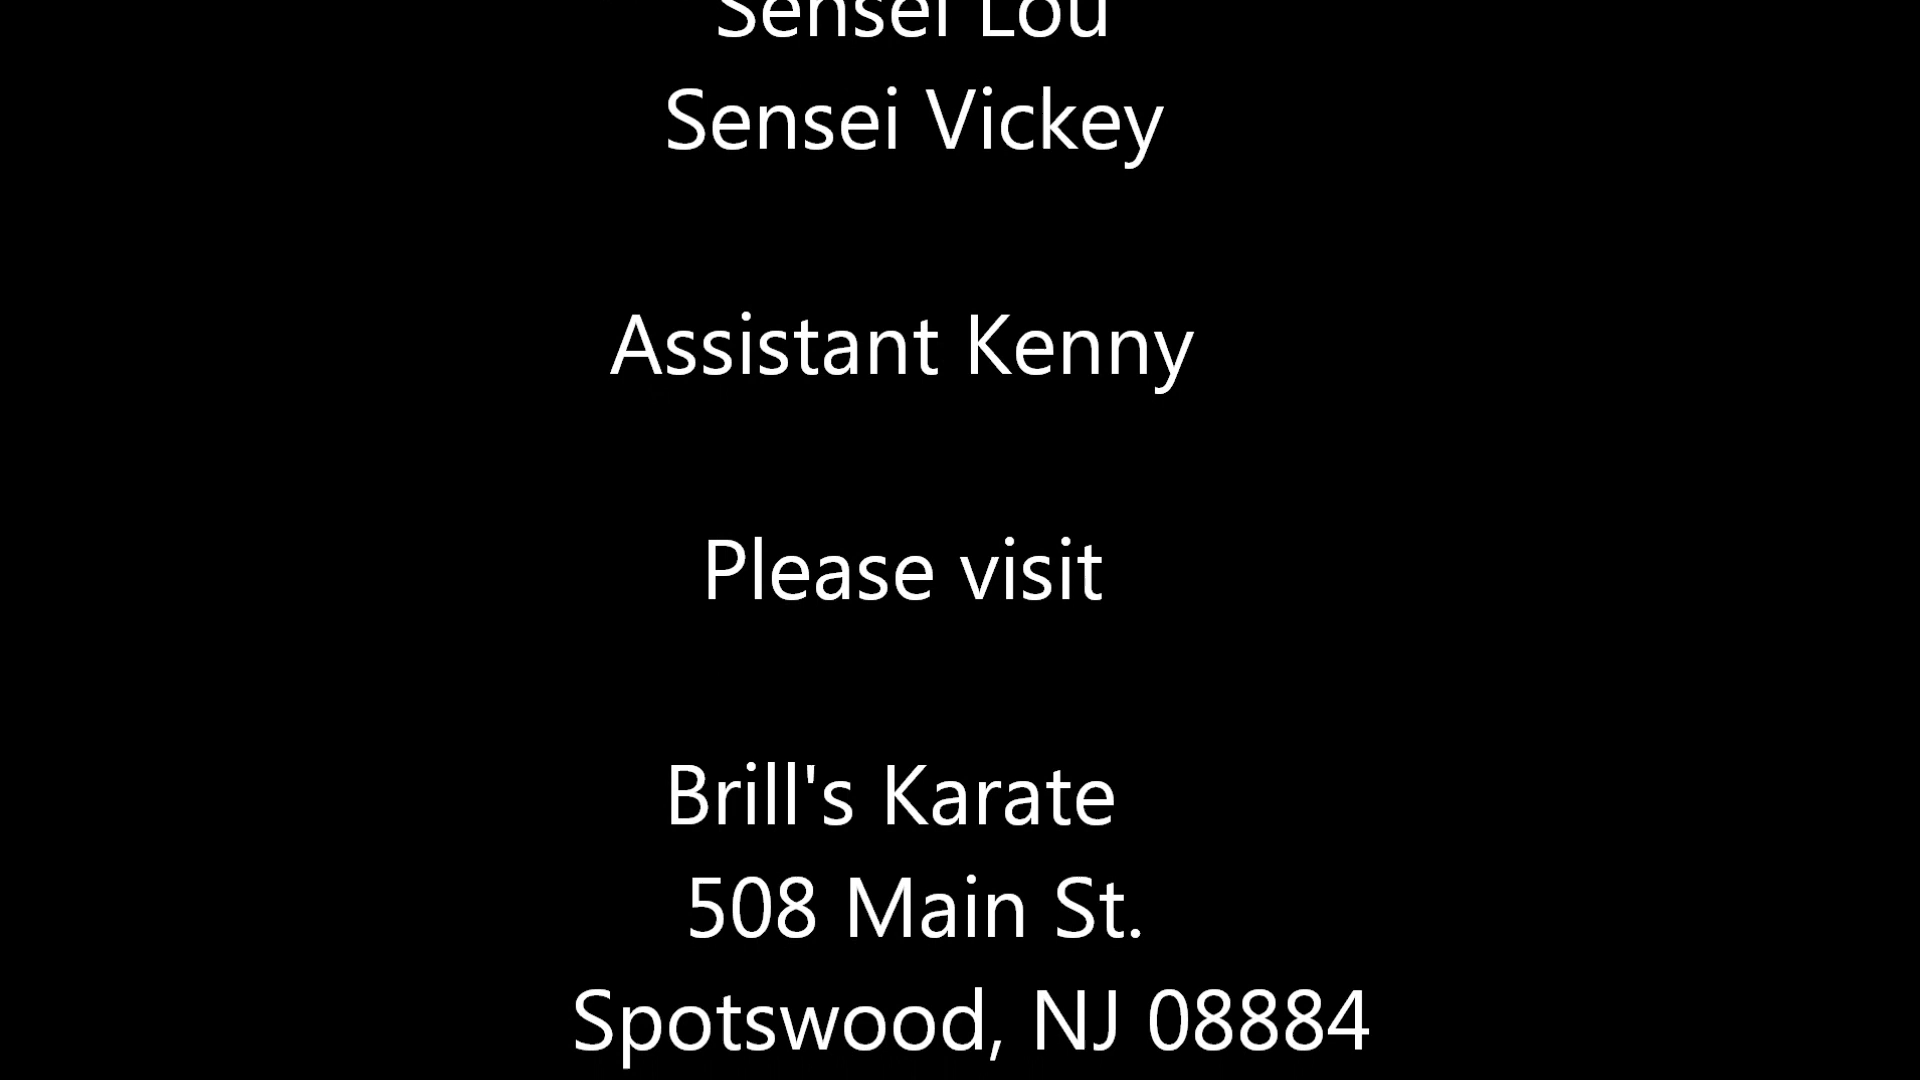 Sensei Lou
Sensei Vickey
Assistant Kenny
Please visit
Brill's Karate
508 Main St.
Spotswood, NJ 08884